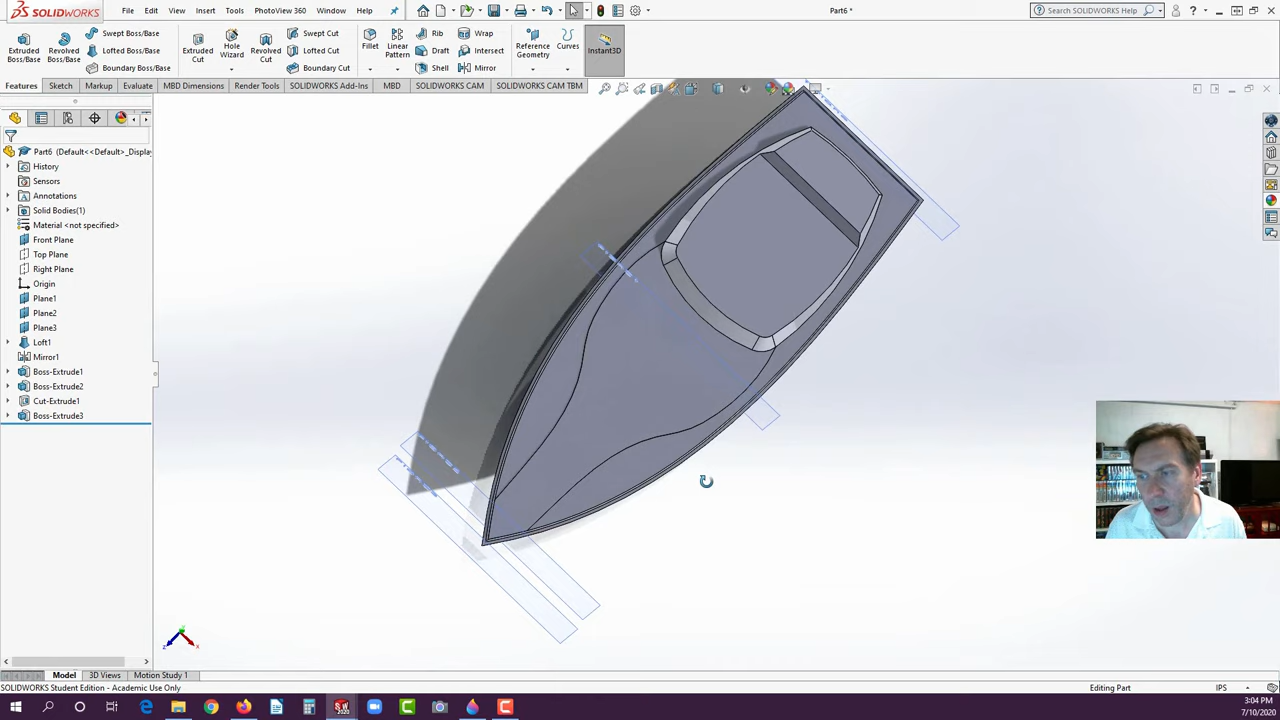 SOLIDWORKS File Edit View Insert Tools PhotoView 360 Window Help Part6 * Search SOLIDWORKS Help
Extruded Boss/Base
Revolved Boss/Base
Swept Boss/Base
Lofted Boss/Base
Boundary Boss/Base
Extruded Cut
Hole Wizard
Revolved Cut
Swept Cut
Lofted Cut
Boundary Cut
Fillet
Linear Pattern
Rib
Draft
Shell
Wrap
Intersect
Mirror
Reference Geometry
Curves
Instant3D
Features Sketch Markup Evaluate MBD Dimensions Render Tools SOLIDWORKS Add-Ins MBD SOLIDWORKS CAM SOLIDWORKS CAM TBM
Part6 (Default<<Default>_Display
History
Sensors
Annotations
Solid Bodies(1)
Material <not specified>
Front Plane
Top Plane
Right Plane
Origin
Plane1
Plane2
Plane3
Loft1
Mirror1
Boss-Extrude1
Boss-Extrude2
Cut-Extrude1
Boss-Extrude3
Model 3D Views Motion Study 1
SOLIDWORKS Student Edition - Academic Use Only Editing Part IPS
3:04 PM
7/10/2020